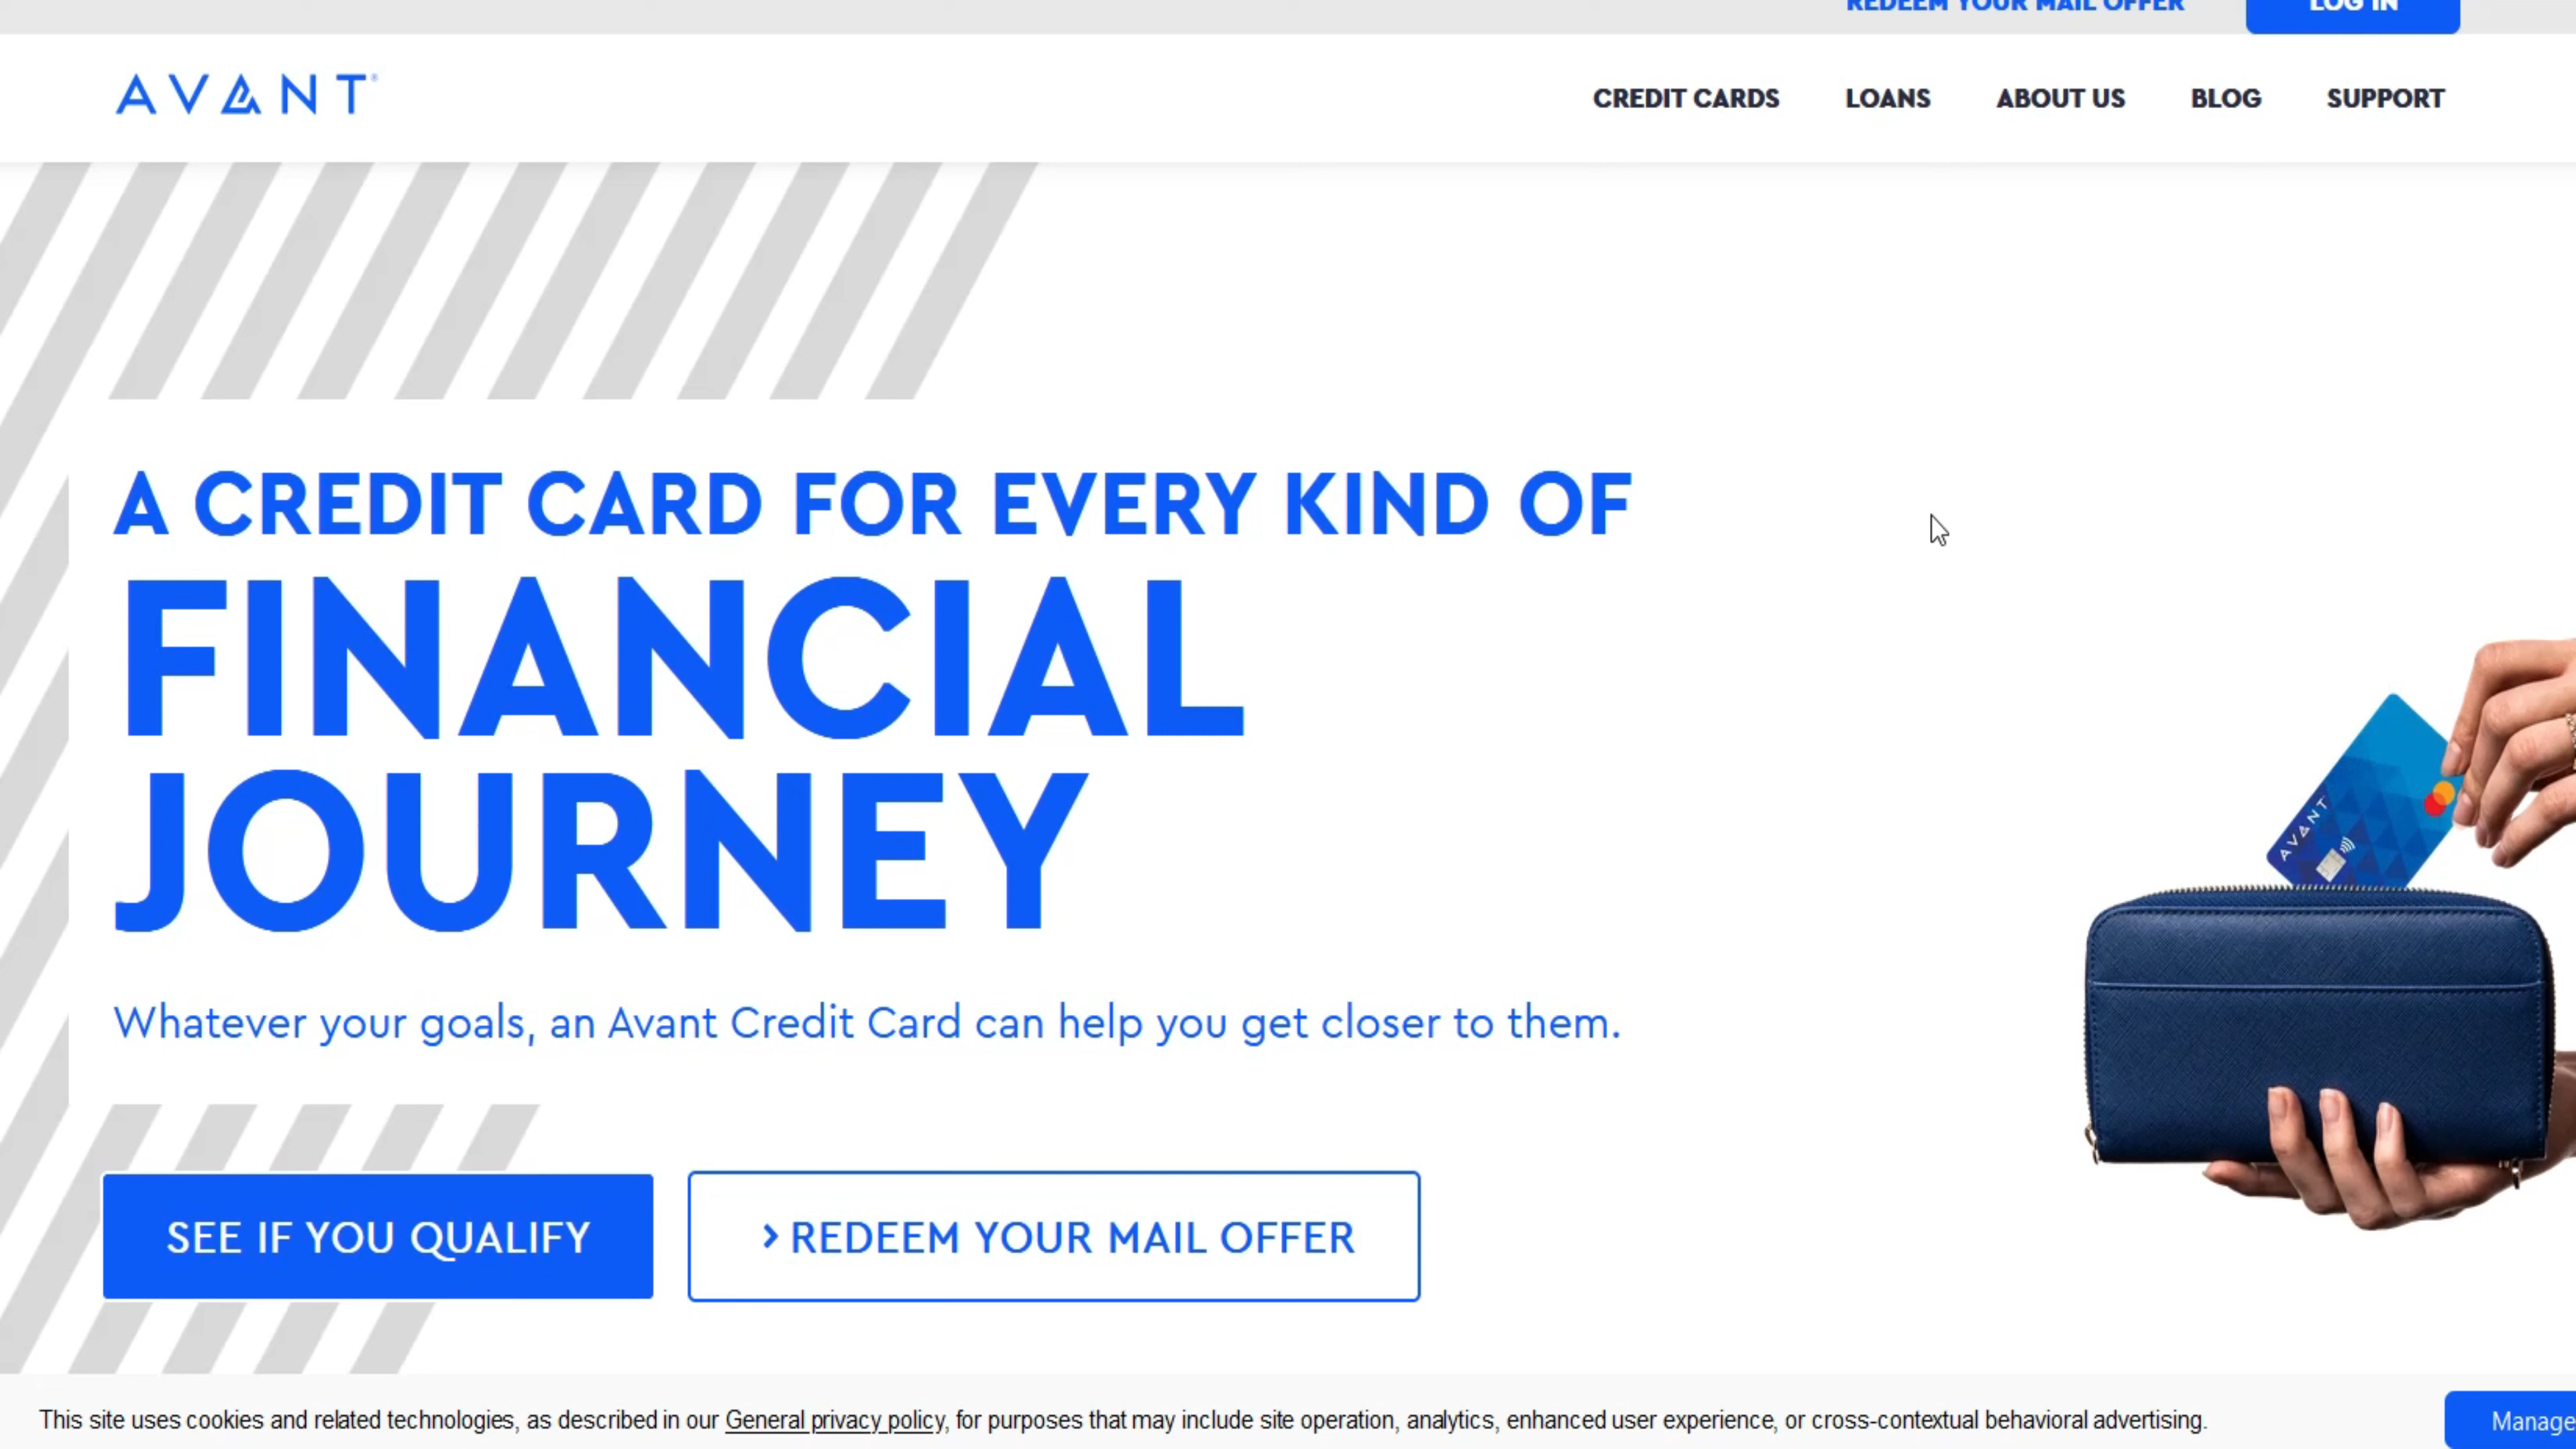 REDEEM YOUR MAIL OFFER
LOG IN
AVANT
CREDIT CARDS LOANS ABOUT US BLOG SUPPORT
A CREDIT CARD FOR EVERY KIND OF
FINANCIAL
JOURNEY
AVANT
Whatever your goals, an Avant Credit Card can help you get closer to them.
SEE IF YOU QUALIFY
› REDEEM YOUR MAIL OFFER
This site uses cookies and related technologies, as described in our General privacy policy, for purposes that may include site operation, analytics, enhanced user experience, or cross-contextual behavioral advertising.
Manage